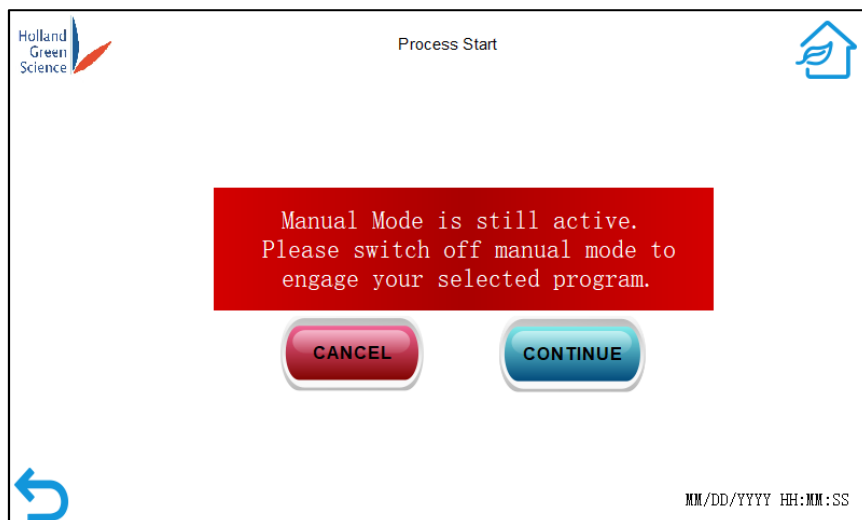 Holland
Green
Science
Process Start
Manual Mode is still active.
Please switch off manual mode to
engage your selected program.
CANCEL
CONTINUE
MM/DD/YYYY HH:MM:SS